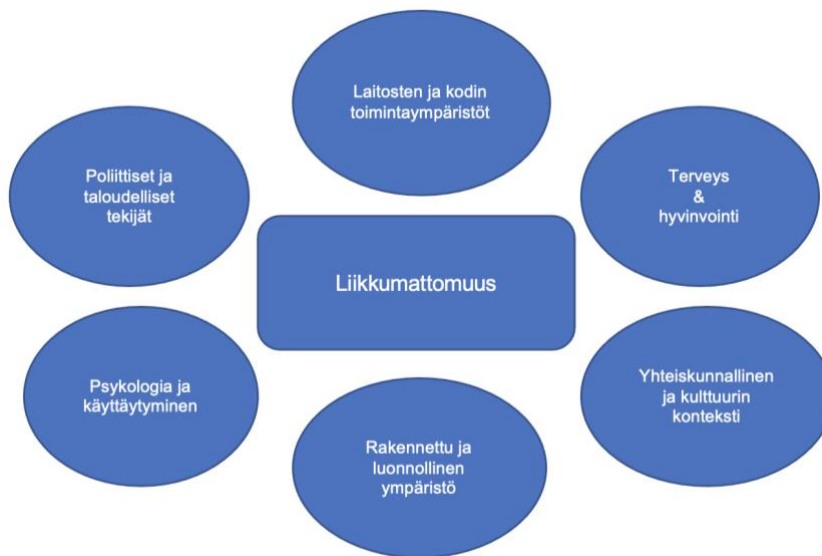 Laitosten ja kodin
toimintaympäristöt
Poliittiset ja
taloudelliset
tekijät
Terveys
&
hyvinvointi
Liikkumattomuus
Psykologia ja
käyttäytyminen
Yhteiskunnallinen
ja kulttuurin
konteksti
Rakennettu ja
luonnollinen
ympäristö